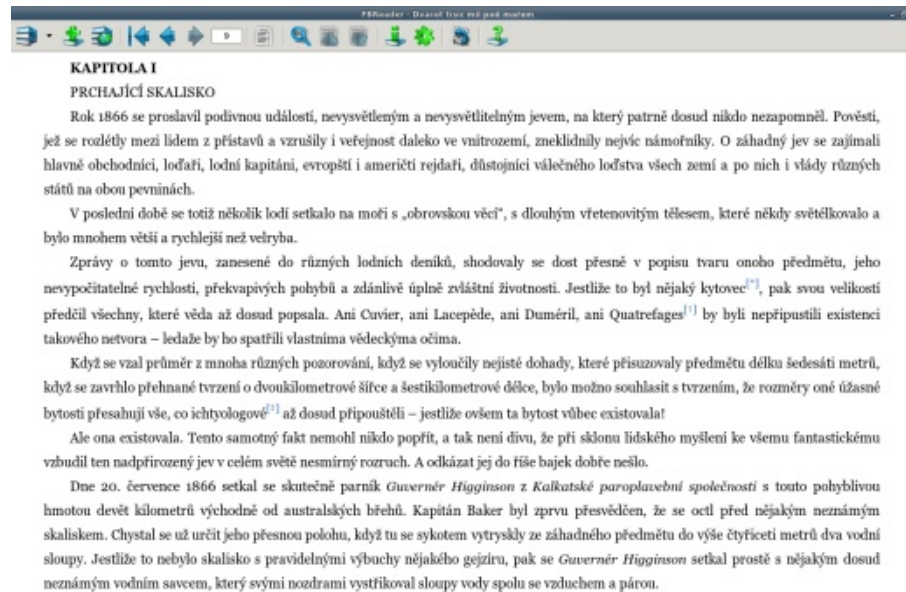 FBReader - Dvacet tisíc mil pod mořem
9
KAPITOLA I
PRCHAJÍCÍ SKALISKO
Rok 1866 se proslavil podivnou událostí, nevysvětleným a nevysvětlitelným jevem, na který patrně dosud nikdo nezapomněl. Pověsti,
jež se rozlétly mezi lidem z přístavů a vzrušily i veřejnost daleko ve vnitrozemí, zneklidnily nejvíc námořníky. O záhadný jev se zajímali
hlavně obchodníci, loďaři, lodní kapitáni, evropští i američtí rejdaři, důstojníci válečného loďstva všech zemí a po nich i vlády různých
států na obou pevninách.
V poslední době se totiž několik lodí setkalo na moři s „obrovskou věcí“, s dlouhým vřetenovitým tělesem, které někdy světélkovalo a
bylo mnohem větší a rychlejší než velryba.
Zprávy o tomto jevu, zanesené do různých lodních deníků, shodovaly se dost přesně v popisu tvaru onoho předmětu, jeho
nevypočitatelné rychlosti, překvapivých pohybů a zdánlivě úplně zvláštní životnosti. Jestliže to byl nějaký kytovec[*], pak svou velikostí
předčil všechny, které věda až dosud popsala. Ani Cuvier, ani Lacepède, ani Duméril, ani Quatrefages[1] by byli nepřipustili existenci
takového netvora – ledaže by ho spatřili vlastníma vědeckýma očima.
Když se vzal průměr z mnoha různých pozorování, když se vyloučily nejisté dohady, které přisuzovaly předmětu délku šedesáti metrů,
když se zavrhlo přehnané tvrzení o dvoukilometrové šířce a šestikilometrové délce, bylo možno souhlasit s tvrzením, že rozměry oné úžasné
bytosti přesahují vše, co ichtyologové[1] až dosud připouštěli – jestliže ovšem ta bytost vůbec existovala!
Ale ona existovala. Tento samotný fakt nemohl nikdo popřít, a tak není divu, že při sklonu lidského myšlení ke všemu fantastickému
vzbudil ten nadpřirozený jev v celém světě nesmírný rozruch. A odkázat jej do říše bajek dobře nešlo.
Dne 20. července 1866 setkal se skutečně parník Guvernér Higginson z Kalkatské paroplavební společnosti s touto pohyblivou
hmotou devět kilometrů východně od australských břehů. Kapitán Baker byl zprvu přesvědčen, že se octl před nějakým neznámým
skaliskem. Chystal se už určit jeho přesnou polohu, když tu se sykotem vytryskly ze záhadného předmětu do výše čtyřiceti metrů dva vodní
sloupy. Jestliže to nebylo skalisko s pravidelnými výbuchy nějakého gejzíru, pak se Guvernér Higginson setkal prostě s nějakým dosud
neznámým vodním savcem, který svými nozdrami vystřikoval sloupy vody spolu se vzduchem a párou.